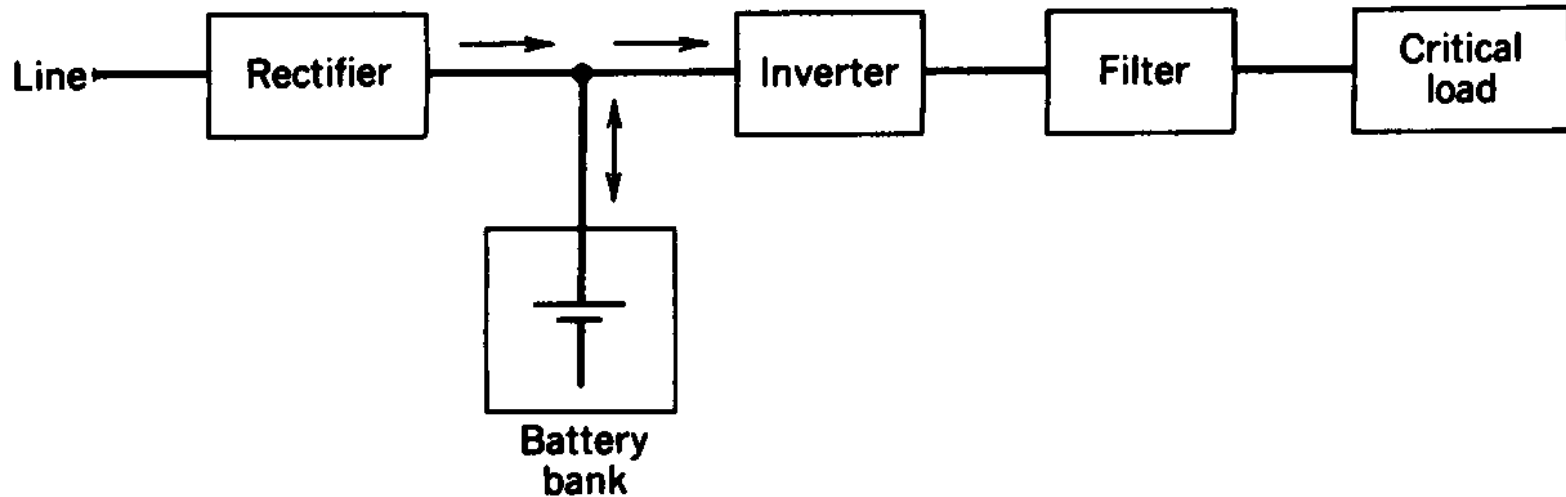 Line
Rectifier
Inverter
Filter
Critical
load
Battery
bank